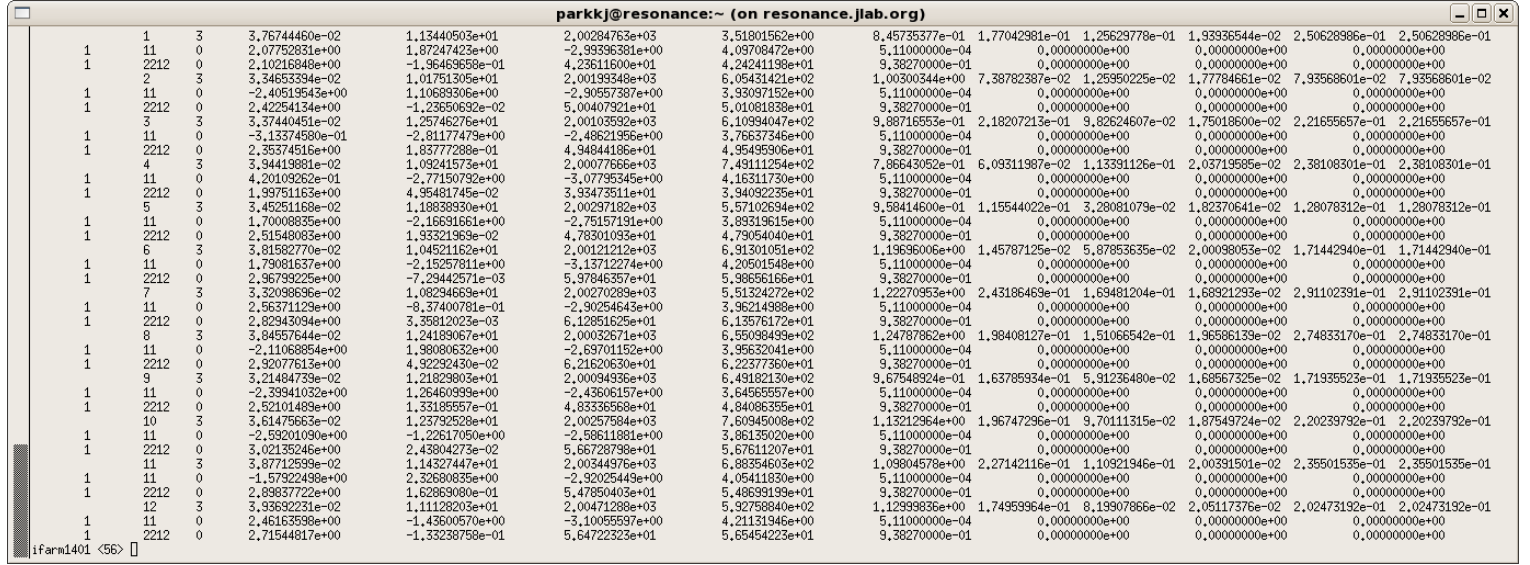 parkkj@resonance:~ (on resonance.jlab.org)
1 3 3.76744460e-02 1.13440503e+01 2.00284763e+03 3.51801562e+00 8.45735377e-01 1.77042981e-01 1.25629778e-01 1.93936544e-02 2.50628986e-01 2.50628986e-01
1 11 0 2.07752831e+00 1.87247423e+00 -2.99396381e+00 4.09708472e+00 5.11000000e-04 0.00000000e+00 0.00000000e+00 0.00000000e+00
1 2212 0 2.10216848e+00 -1.96469658e-01 4.23611600e+01 4.24241198e+01 9.38270000e-01 0.00000000e+00 0.00000000e+00 0.00000000e+00
2 3 3.34653394e-02 1.01751305e+01 2.00199348e+03 6.05431421e+02 1.00300344e+00 7.38782387e-02 1.25950225e-01 1.77784661e-02 7.93568601e-02 7.93568601e-02
1 11 0 -2.40519543e+00 1.10689306e+00 -2.90557387e+00 3.93097152e+00 5.11000000e-04 0.00000000e+00 0.00000000e+00 0.00000000e+00
1 2212 0 2.42254134e+00 -1.23650692e-02 5.00407921e+01 5.01081838e+01 9.38270000e-01 0.00000000e+00 0.00000000e+00 0.00000000e+00
3 3 3.37440451e-02 1.25746276e+01 2.00103592e+03 6.10994047e+02 9.88716553e-01 2.18207213e-01 9.82624607e-02 1.75018600e-02 2.21655657e-01 2.21655657e-01
1 11 0 -3.13374580e-01 -2.81177479e+00 -2.48621956e+00 3.76637346e+00 5.11000000e-04 0.00000000e+00 0.00000000e+00 0.00000000e+00
1 2212 0 2.35374516e+00 1.83777288e-01 4.94844186e+01 4.95495906e+01 9.38270000e-01 0.00000000e+00 0.00000000e+00 0.00000000e+00
4 3 3.94419881e-02 1.09241573e+01 2.00077666e+03 7.49111254e+02 7.86643052e-01 6.09311987e-02 1.13391126e-01 2.03719585e-02 2.38108301e-01 2.38108301e-01
1 11 0 4.20109262e-01 -2.77150792e+00 -3.07795345e+00 4.16311730e+00 5.11000000e-04 0.00000000e+00 0.00000000e+00 0.00000000e+00
1 2212 0 1.99751163e+00 4.95481745e-02 3.93473511e+01 3.94092235e+01 9.38270000e-01 0.00000000e+00 0.00000000e+00 0.00000000e+00
5 3 3.45251168e-02 1.18838930e+01 2.00297182e+03 5.57102694e+02 9.58414600e-01 1.15544022e-01 3.28081079e-02 1.82370641e-02 1.28078312e-01 1.28078312e-01
1 11 0 1.70008835e+00 -2.16691661e+00 -2.75157191e+00 3.89319615e+00 5.11000000e-04 0.00000000e+00 0.00000000e+00 0.00000000e+00
1 2212 0 2.51548083e+00 1.93321969e-02 4.78301093e+01 4.79054040e+01 9.38270000e-01 0.00000000e+00 0.00000000e+00 0.00000000e+00
6 3 3.81582770e-02 1.04521162e+01 2.00121212e+03 6.91301051e+02 1.19696006e+00 1.45787125e-01 5.87853635e-02 2.00098053e-02 1.71442940e-01 1.71442940e-01
1 11 0 1.79081637e+00 -2.15257811e+00 -3.13712274e+00 4.20501548e+00 5.11000000e-04 0.00000000e+00 0.00000000e+00 0.00000000e+00
1 2212 0 2.96799225e+00 -7.29442571e-03 5.97846357e+01 5.98656166e+01 9.38270000e-01 0.00000000e+00 0.00000000e+00 0.00000000e+00
7 3 3.32098696e-02 1.08294669e+01 2.00270289e+03 5.51324272e+02 1.22270953e+00 2.43186469e-01 1.69481204e-01 1.68921293e-02 2.91102391e-01 2.91102391e-01
1 11 0 2.56371129e+00 -8.37400781e-01 -2.90254643e+00 3.96214988e+00 5.11000000e-04 0.00000000e+00 0.00000000e+00 0.00000000e+00
1 2212 0 2.82943094e+00 3.35812023e-03 6.12851625e+01 6.13576172e+01 9.38270000e-01 0.00000000e+00 0.00000000e+00 0.00000000e+00
8 3 3.84557644e-02 1.24189067e+01 2.00032671e+03 6.55098499e+02 1.24787862e+00 1.98408127e-01 1.51066542e-01 1.96586139e-02 2.74833170e-01 2.74833170e-01
1 11 0 -2.11068854e+00 1.98080632e+00 -2.69701152e+00 3.95632041e+00 5.11000000e-04 0.00000000e+00 0.00000000e+00 0.00000000e+00
1 2212 0 2.92077613e+00 4.92292430e-02 6.21620630e+01 6.22377360e+01 9.38270000e-01 0.00000000e+00 0.00000000e+00 0.00000000e+00
9 3 3.21484739e-02 1.21829803e+01 2.00094936e+03 6.49182130e+02 9.67548924e-01 1.63785934e-01 5.91236480e-02 1.68567325e-02 1.71935523e-01 1.71935523e-01
1 11 0 -2.39941032e+00 1.26460999e+00 -2.43606157e+00 3.64565557e+00 5.11000000e-04 0.00000000e+00 0.00000000e+00 0.00000000e+00
1 2212 0 2.52101489e+00 1.33185557e-01 4.83336568e+01 4.84086355e+01 9.38270000e-01 0.00000000e+00 0.00000000e+00 0.00000000e+00
10 3 3.61475663e-02 1.23792528e+01 2.00257584e+03 7.60945008e+02 1.13212964e+00 1.96747296e-01 9.70111315e-02 1.87549724e-02 2.20239792e-01 2.20239792e-01
1 11 0 -2.59201090e+00 -1.22617050e+00 -2.58611881e+00 3.86135020e+00 5.11000000e-04 0.00000000e+00 0.00000000e+00 0.00000000e+00
1 2212 0 3.02135246e+00 2.43804273e-02 5.66728798e+01 5.67611207e+01 9.38270000e-01 0.00000000e+00 0.00000000e+00 0.00000000e+00
11 3 3.87712599e-02 1.14327447e+01 2.00344976e+03 6.88354603e+02 1.09804578e+00 2.27142116e-01 1.10921946e-01 2.00391501e-02 2.35501535e-01 2.35501535e-01
1 11 0 -1.57922498e+00 2.32680835e+00 -2.92025449e+00 4.05411830e+00 5.11000000e-04 0.00000000e+00 0.00000000e+00 0.00000000e+00
1 2212 0 2.89837722e+00 1.62869080e-01 5.47850403e+01 5.48699199e+01 9.38270000e-01 0.00000000e+00 0.00000000e+00 0.00000000e+00
12 3 3.93692231e-02 1.11128203e+01 2.00471288e+03 5.92758840e+02 1.12999836e+00 1.74959964e-01 8.19907866e-02 2.05117376e-02 2.02473192e-01 2.02473192e-01
1 11 0 2.46163598e+00 -1.43600570e+00 -3.10055597e+00 4.21131946e+00 5.11000000e-04 0.00000000e+00 0.00000000e+00 0.00000000e+00
1 2212 0 2.71544817e+00 -1.33238758e-01 5.64722323e+01 5.65454223e+01 9.38270000e-01 0.00000000e+00 0.00000000e+00 0.00000000e+00
ifarm1401 <56>